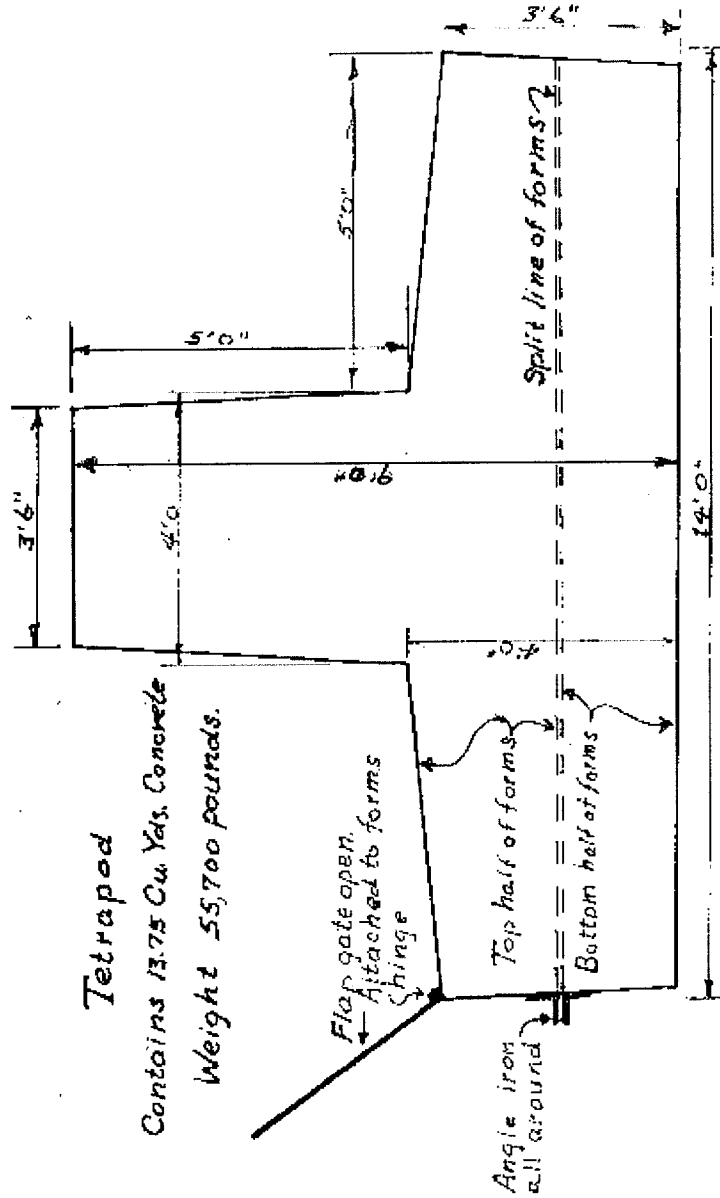 Tetrapod
Contains 13.75 Cu. Yds. Concrete
Weight 55,700 pounds.
3'6"
4'0
5'0"
5'0"
3'6"
9'0"
4'0"
14'0"
Flap gate open.
Attached to forms
hinge
Split line of forms
Top half of forms
Bottom half of forms
Angle iron
all around